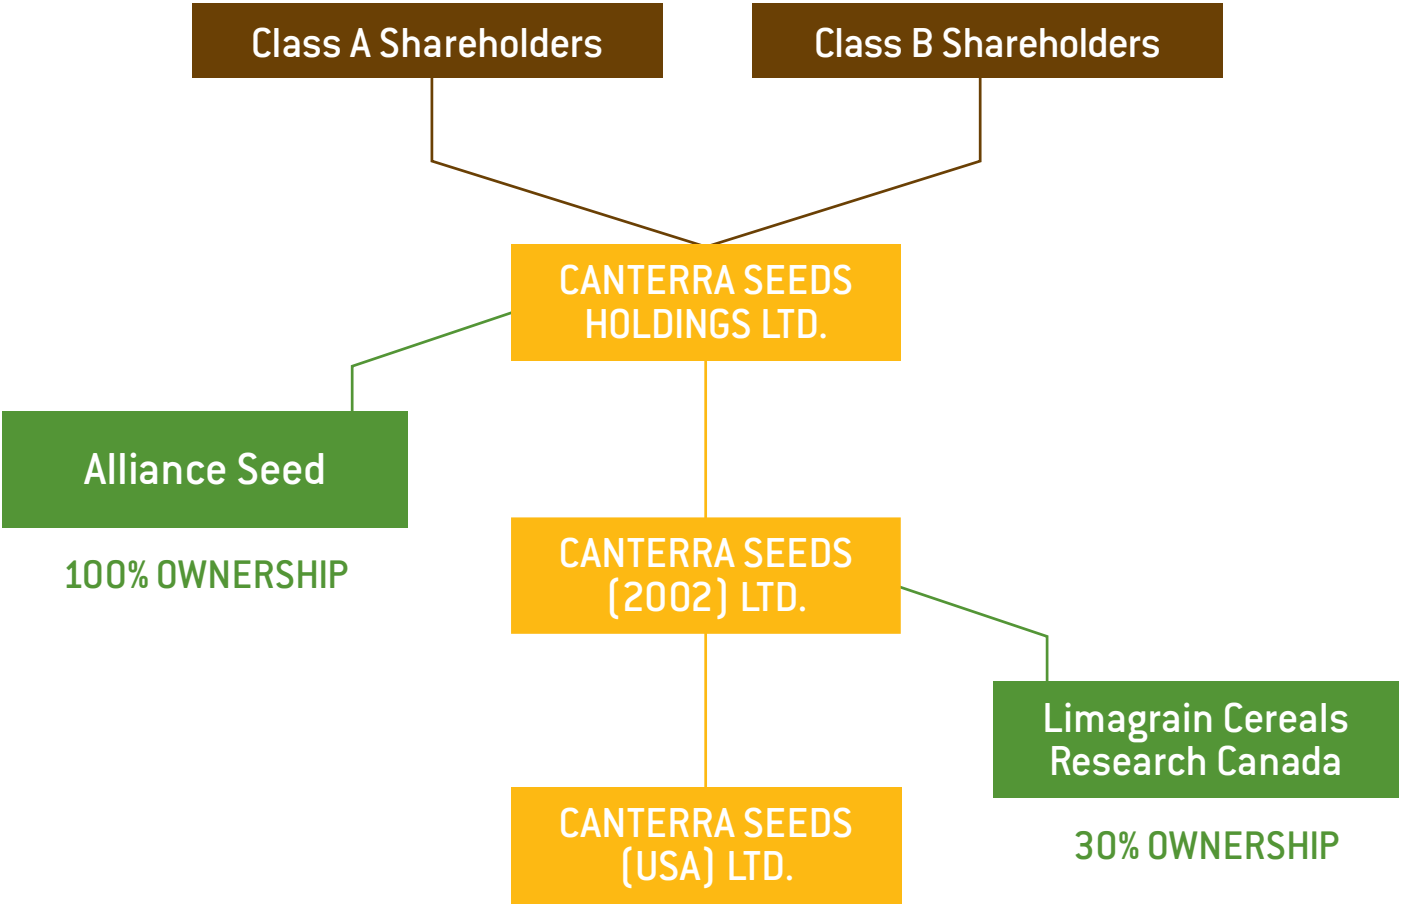 Class A Shareholders
Class B Shareholders
CANTERRA SEEDS
HOLDINGS LTD.
Alliance Seed
100% OWNERSHIP
CANTERRA SEEDS
(2002) LTD.
Limagrain Cereals
Research Canada
30% OWNERSHIP
CANTERRA SEEDS
(USA) LTD.